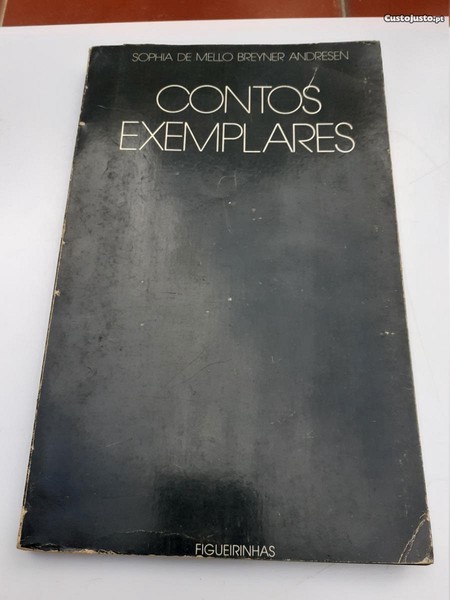 CustoJusto.pt
SOPHIA DE MELLO BREYNER ANDRESEN
CONTOS
EXEMPLARES
FIGUEIRINHAS